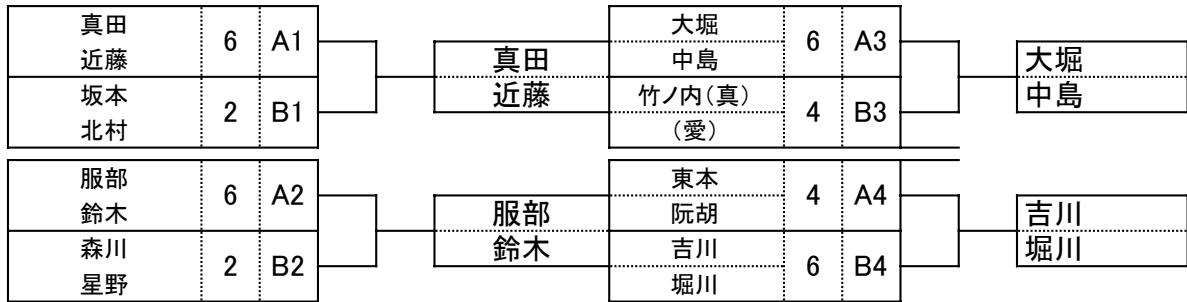 真田
近藤
6 A1
坂本
北村
2 B1
真田
近藤
大堀
中島
6 A3
竹ノ内(真)
(愛)
4 B3
大堀
中島
服部
鈴木
6 A2
森川
星野
2 B2
服部
鈴木
東本
阮胡
4 A4
吉川
堀川
6 B4
吉川
堀川